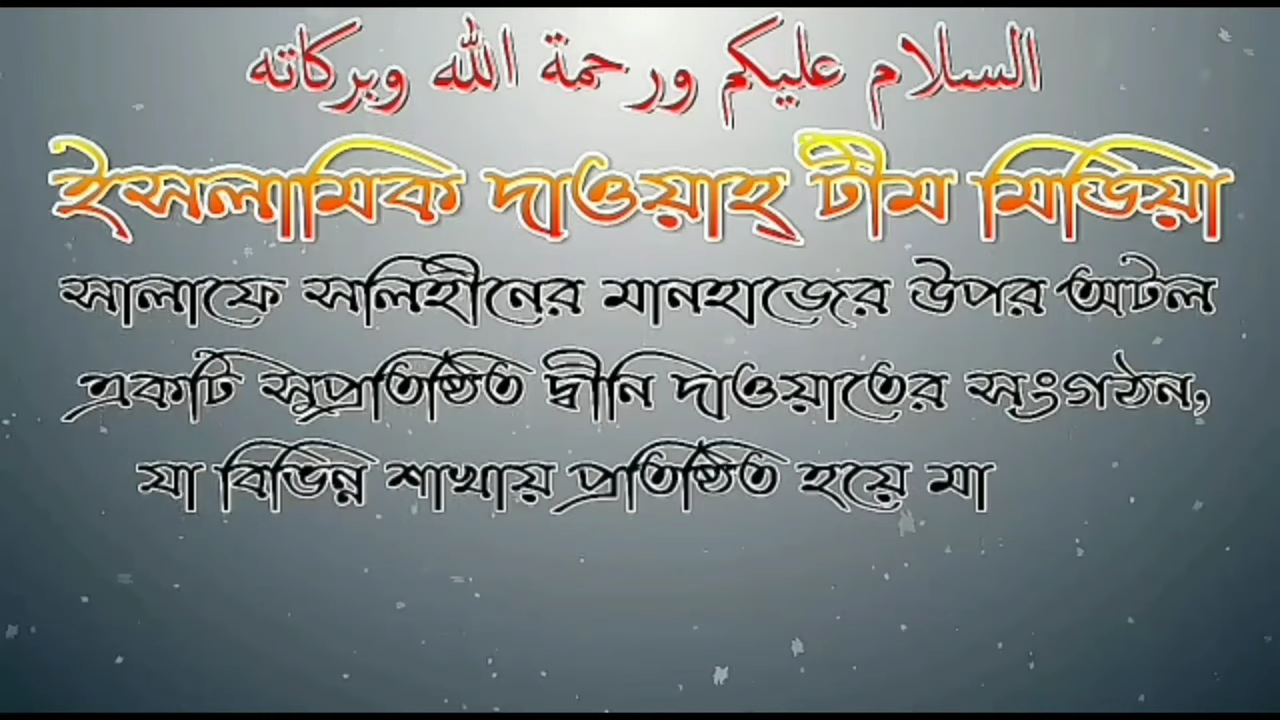 السلام عليكم ورحمة الله وبركاته
ইসলামিক দাওয়াহ্ টীম মিডিয়া
সালাফে সলিহীনের মানহাজের উপর অটল
একটি সুপ্রতিষ্ঠিত দ্বীনি দাওয়াতের সংগঠন,
যা বিভিন্ন শাখায় প্রতিষ্ঠিত হয়ে মা